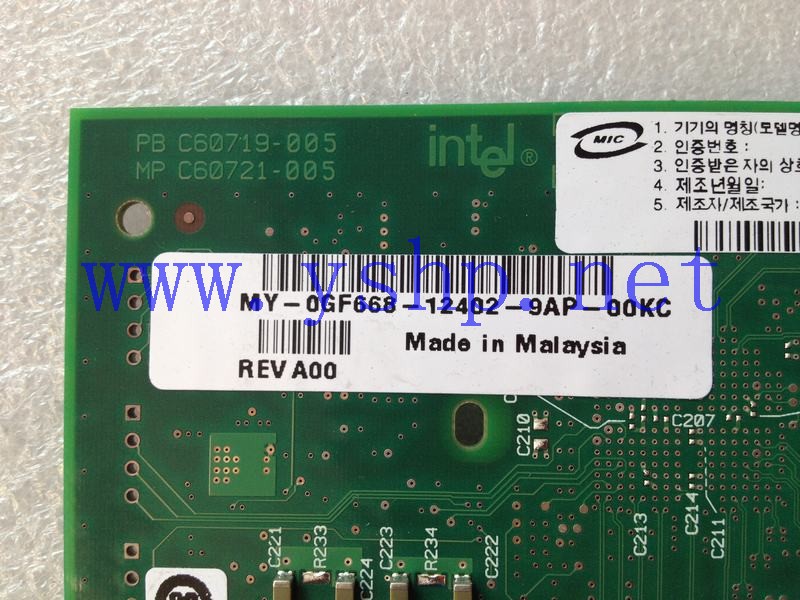 PB C60719-005
MP C60721-005
intel®
MIC
1. 기기의 명칭(모델명
2. 인증번호 :
3. 인증받은 자의 상호
4. 제조년월일:
5. 제조자/제조국가 :
www.yshp.net
MY-0GF668-12402-9AP-00KC
Made in Malaysia
REV A00
C210
C207
C213
C214
C211
C221
R233
C224
C223
R234
C222